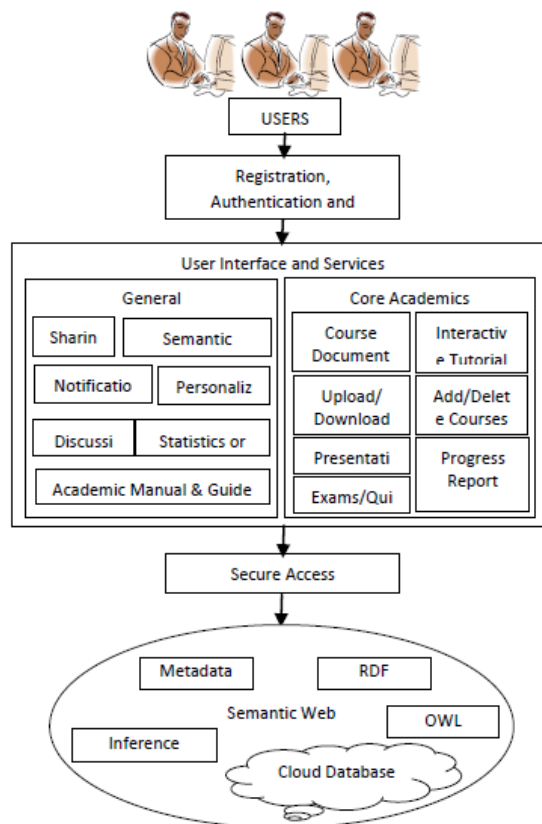 USERS
Registration,
Authentication and
User Interface and Services
General
Sharin
Semantic
Notificatio
Personaliz
Discussi
Statistics or
Academic Manual & Guide
Core Academics
Course
Document
Interactiv
e Tutorial
Upload/
Download
Add/Delet
e Courses
Presentati
Progress
Report
Exams/Qui
Secure Access
Metadata
RDF
Semantic Web
OWL
Inference
Cloud Database